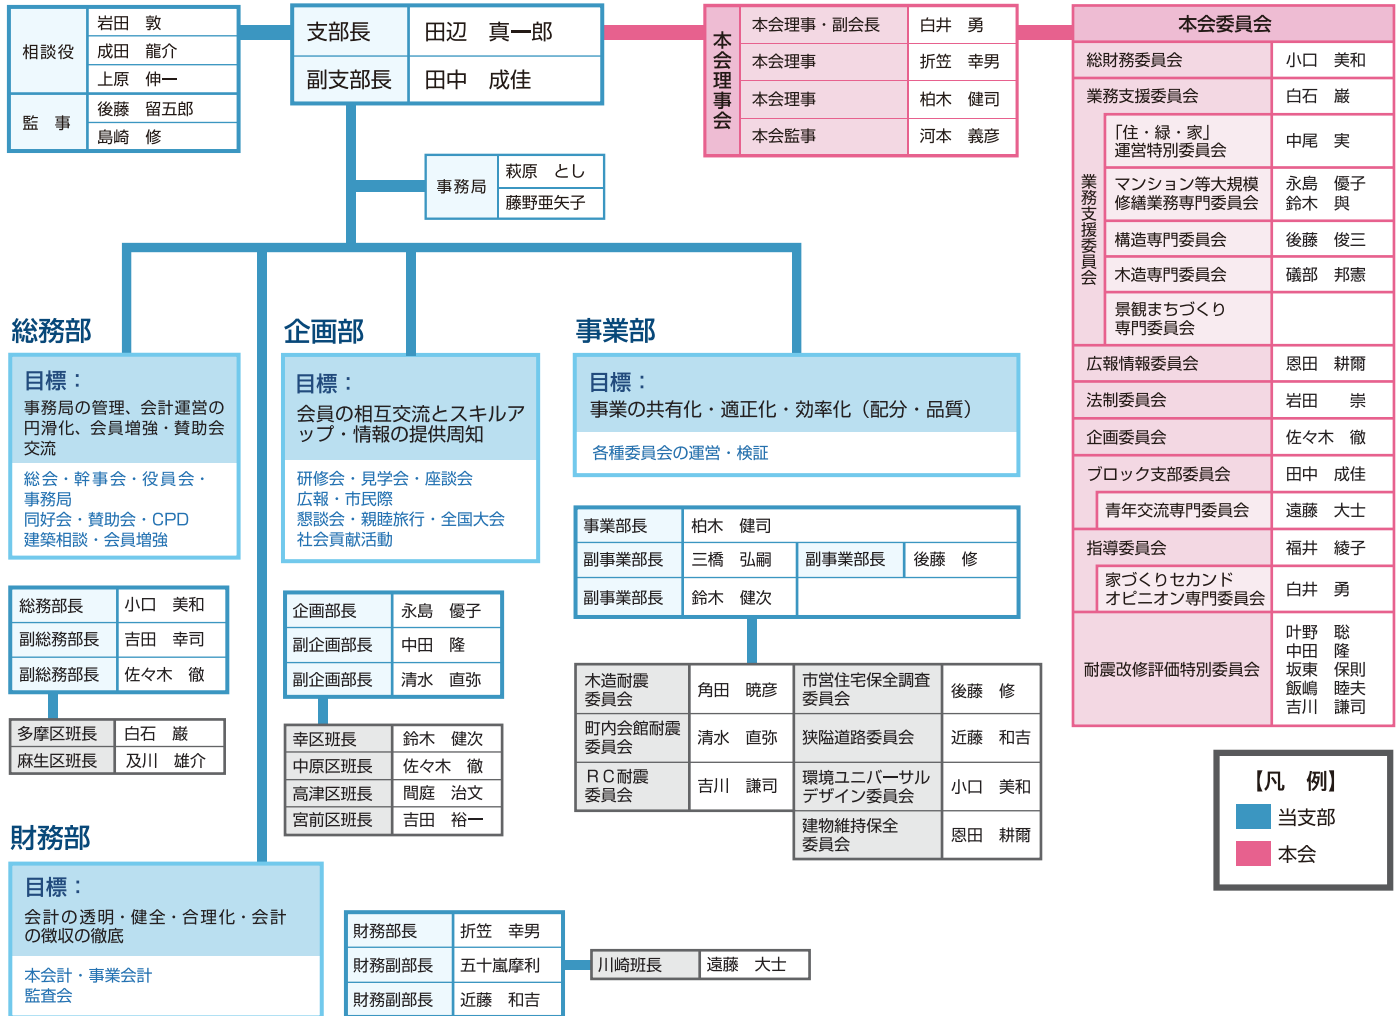 相談役
岩田　敦
成田　龍介
上原　伸一
監　事
後藤　留五郎
島崎　修
支部長　田辺　真一郎
副支部長　田中　成佳
事務局
萩原　とし
藤野亜矢子
本会理事会
本会理事・副会長　白井　勇
本会理事　折笠　幸男
本会理事　柏木　健司
本会監事　河本　義彦
本会委員会
総財務委員会　小口　美和
業務支援委員会　白石　巌
業務支援委員会
「住・緑・家」
運営特別委員会
中尾　実
マンション等大規模
修繕業務専門委員会
永島　優子
鈴木　與
構造専門委員会　後藤　俊三
木造専門委員会　礒部　邦憲
景観まちづくり
専門委員会
広報情報委員会　恩田　耕爾
法制委員会　岩田　　崇
企画委員会　佐々木　徹
ブロック支部委員会　田中　成佳
青年交流専門委員会　遠藤　大士
指導委員会　福井　綾子
家づくりセカンド
オピニオン専門委員会
白井　勇
耐震改修評価特別委員会
叶野　聡
中田　隆
坂東　保則
飯嶋　睦夫
吉川　謙司
【凡　例】
当支部
本会
総務部
目標：
事務局の管理、会計運営の
円滑化、会員増強・賛助会
交流
総会・幹事会・役員会・
事務局
同好会・賛助会・CPD
建築相談・会員増強
総務部長　小口　美和
副総務部長　吉田　幸司
副総務部長　佐々木　徹
多摩区班長　白石　巌
麻生区班長　及川　雄介
企画部
目標：
会員の相互交流とスキルア
ップ・情報の提供周知
研修会・見学会・座談会
広報・市民際
懇談会・親睦旅行・全国大会
社会貢献活動
企画部長　永島　優子
副企画部長　中田　隆
副企画部長　清水　直弥
幸区班長　鈴木　健次
中原区班長　佐々木　徹
高津区班長　間庭　治文
宮前区班長　吉田　裕一
事業部
目標：
事業の共有化・適正化・効率化（配分・品質）
各種委員会の運営・検証
事業部長　柏木　健司
副事業部長　三橋　弘嗣　副事業部長　後藤　修
副事業部長　鈴木　健次
木造耐震
委員会
角田　暁彦
町内会館耐震
委員会
清水　直弥
ＲＣ耐震
委員会
吉川　謙司
市営住宅保全調査
委員会
後藤　修
狭隘道路委員会　近藤　和吉
環境ユニバーサル
デザイン委員会
小口　美和
建物維持保全
委員会
恩田　耕爾
財務部
目標：
会計の透明・健全・合理化・会計
の徴収の徹底
本会計・事業会計
監査会
財務部長　折笠　幸男
財務副部長　五十嵐摩利
財務副部長　近藤　和吉
川崎班長　遠藤　大士